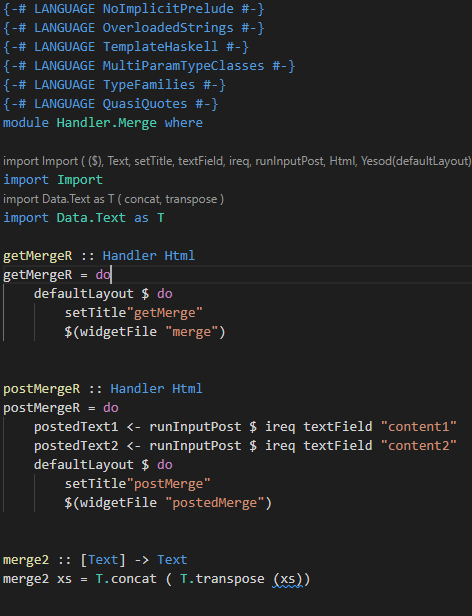 {-# LANGUAGE NoImplicitPrelude #-}
{-# LANGUAGE OverloadedStrings #-}
{-# LANGUAGE TemplateHaskell #-}
{-# LANGUAGE MultiParamTypeClasses #-}
{-# LANGUAGE TypeFamilies #-}
{-# LANGUAGE QuasiQuotes #-}
module Handler.Merge where
import Import ( ($), Text, setTitle, textField, ireq, runInputPost, Html, Yesod(defaultLayout)
import Import
import Data.Text as T ( concat, transpose )
import Data.Text as T
getMergeR :: Handler Html
getMergeR = do
    defaultLayout $ do
        setTitle"getMerge"
        $(widgetFile "merge")
postMergeR :: Handler Html
postMergeR = do
    postedText1 <- runInputPost $ ireq textField "content1"
    postedText2 <- runInputPost $ ireq textField "content2"
    defaultLayout $ do
        setTitle"postMerge"
        $(widgetFile "postedMerge")
merge2 :: [Text] -> Text
merge2 xs = T.concat ( T.transpose (xs))